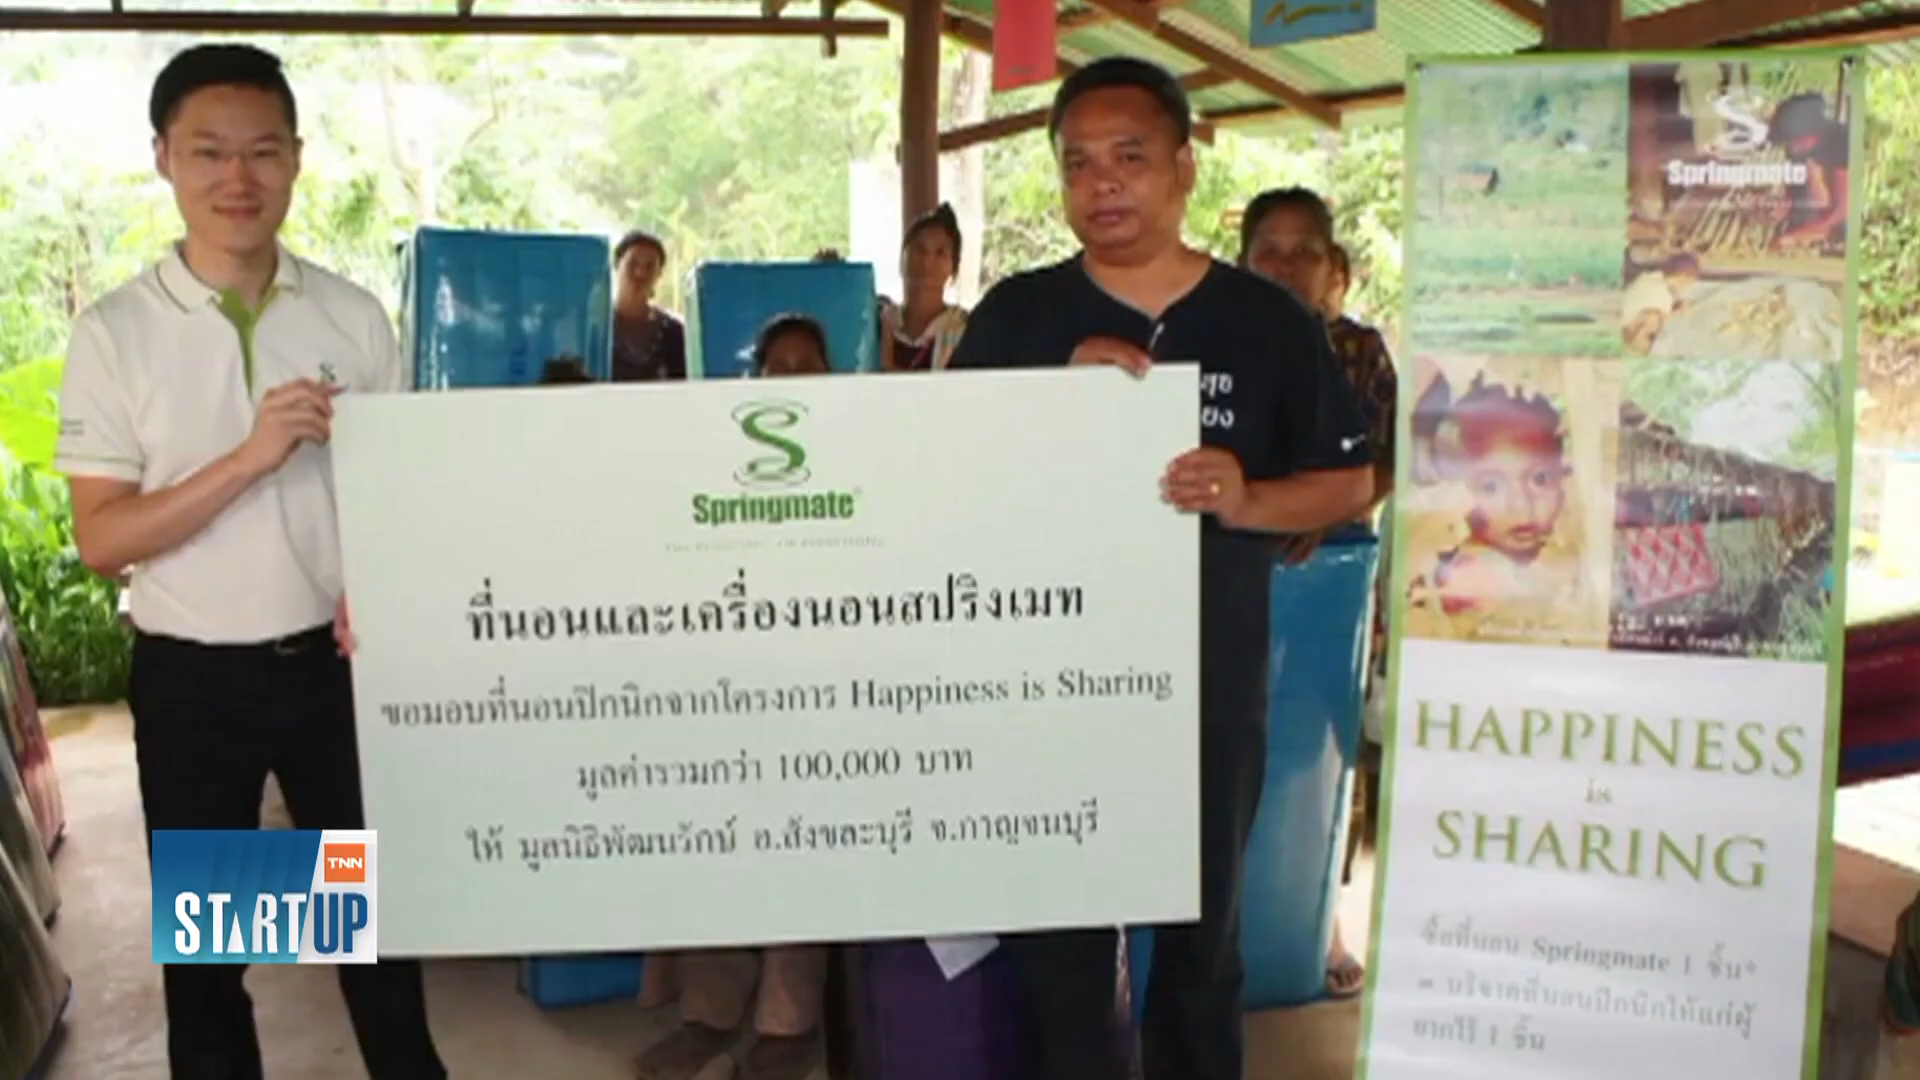 Springmate
ที่นอนและเครื่องนอนสปริงเมท
ขอมอบที่นอนปิกนิกจากโครงการ Happiness is Sharing
มูลค่ารวมกว่า 100,000 บาท
ให้ มูลนิธิพัฒนรักษ์ อ.สังขละบุรี จ.กาญจนบุรี
Springmate
HAPPINESS
is
SHARING
ซื้อที่นอน Springmate 1 ชิ้น*
= บริจาคที่นอนปิกนิกให้แก่ผู้
ยากไร้ 1 ชิ้น
TNN
STARTUP